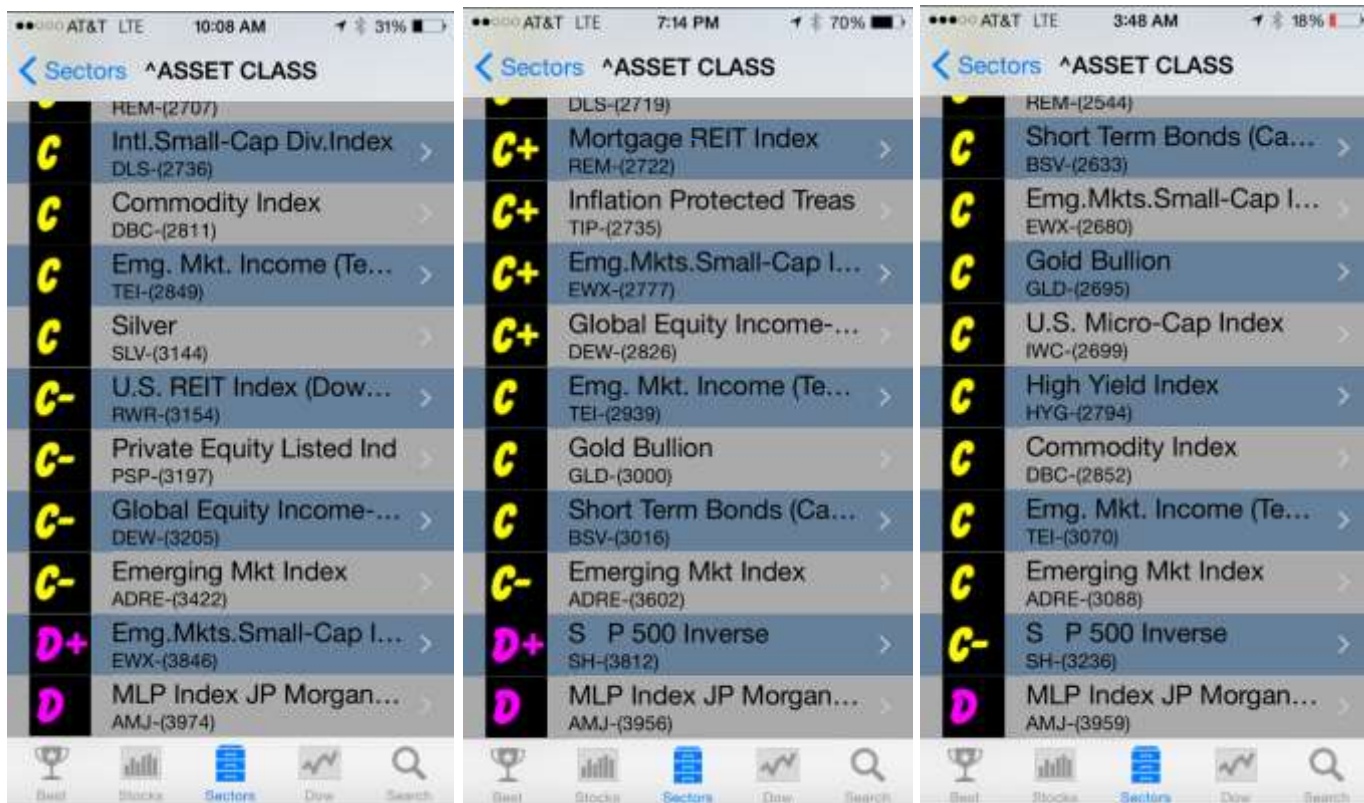 AT&T LTE 10:08 AM 31%
Sectors ^ASSET CLASS
REM-(2707)
C Intl.Small-Cap Div.Index
DLS-(2736)
C Commodity Index
DBC-(2811)
C Emg. Mkt. Income (Te...
TEI-(2849)
C Silver
SLV-(3144)
C- U.S. REIT Index (Dow...
RWR-(3154)
C- Private Equity Listed Ind
PSP-(3197)
C- Global Equity Income-...
DEW-(3205)
C- Emerging Mkt Index
ADRE-(3422)
D+ Emg.Mkts.Small-Cap I...
EWX-(3846)
D MLP Index JP Morgan...
AMJ-(3974)
Best Stocks Sectors Dow Search
AT&T LTE 7:14 PM 70%
Sectors ^ASSET CLASS
DLS-(2719)
C+ Mortgage REIT Index
REM-(2722)
C+ Inflation Protected Treas
TIP-(2735)
C+ Emg.Mkts.Small-Cap I...
EWX-(2777)
C+ Global Equity Income-...
DEW-(2826)
C Emg. Mkt. Income (Te...
TEI-(2939)
C Gold Bullion
GLD-(3000)
C Short Term Bonds (Ca...
BSV-(3016)
C- Emerging Mkt Index
ADRE-(3602)
D+ S P 500 Inverse
SH-(3812)
D MLP Index JP Morgan...
AMJ-(3956)
Best Stocks Sectors Dow Search
AT&T LTE 3:48 AM 18%
Sectors ^ASSET CLASS
REM-(2544)
C Short Term Bonds (Ca...
BSV-(2633)
C Emg.Mkts.Small-Cap I...
EWX-(2680)
C Gold Bullion
GLD-(2695)
C U.S. Micro-Cap Index
IWC-(2699)
C High Yield Index
HYG-(2794)
C Commodity Index
DBC-(2852)
C Emg. Mkt. Income (Te...
TEI-(3070)
C Emerging Mkt Index
ADRE-(3088)
C- S P 500 Inverse
SH-(3236)
D MLP Index JP Morgan...
AMJ-(3959)
Best Stocks Sectors Dow Search